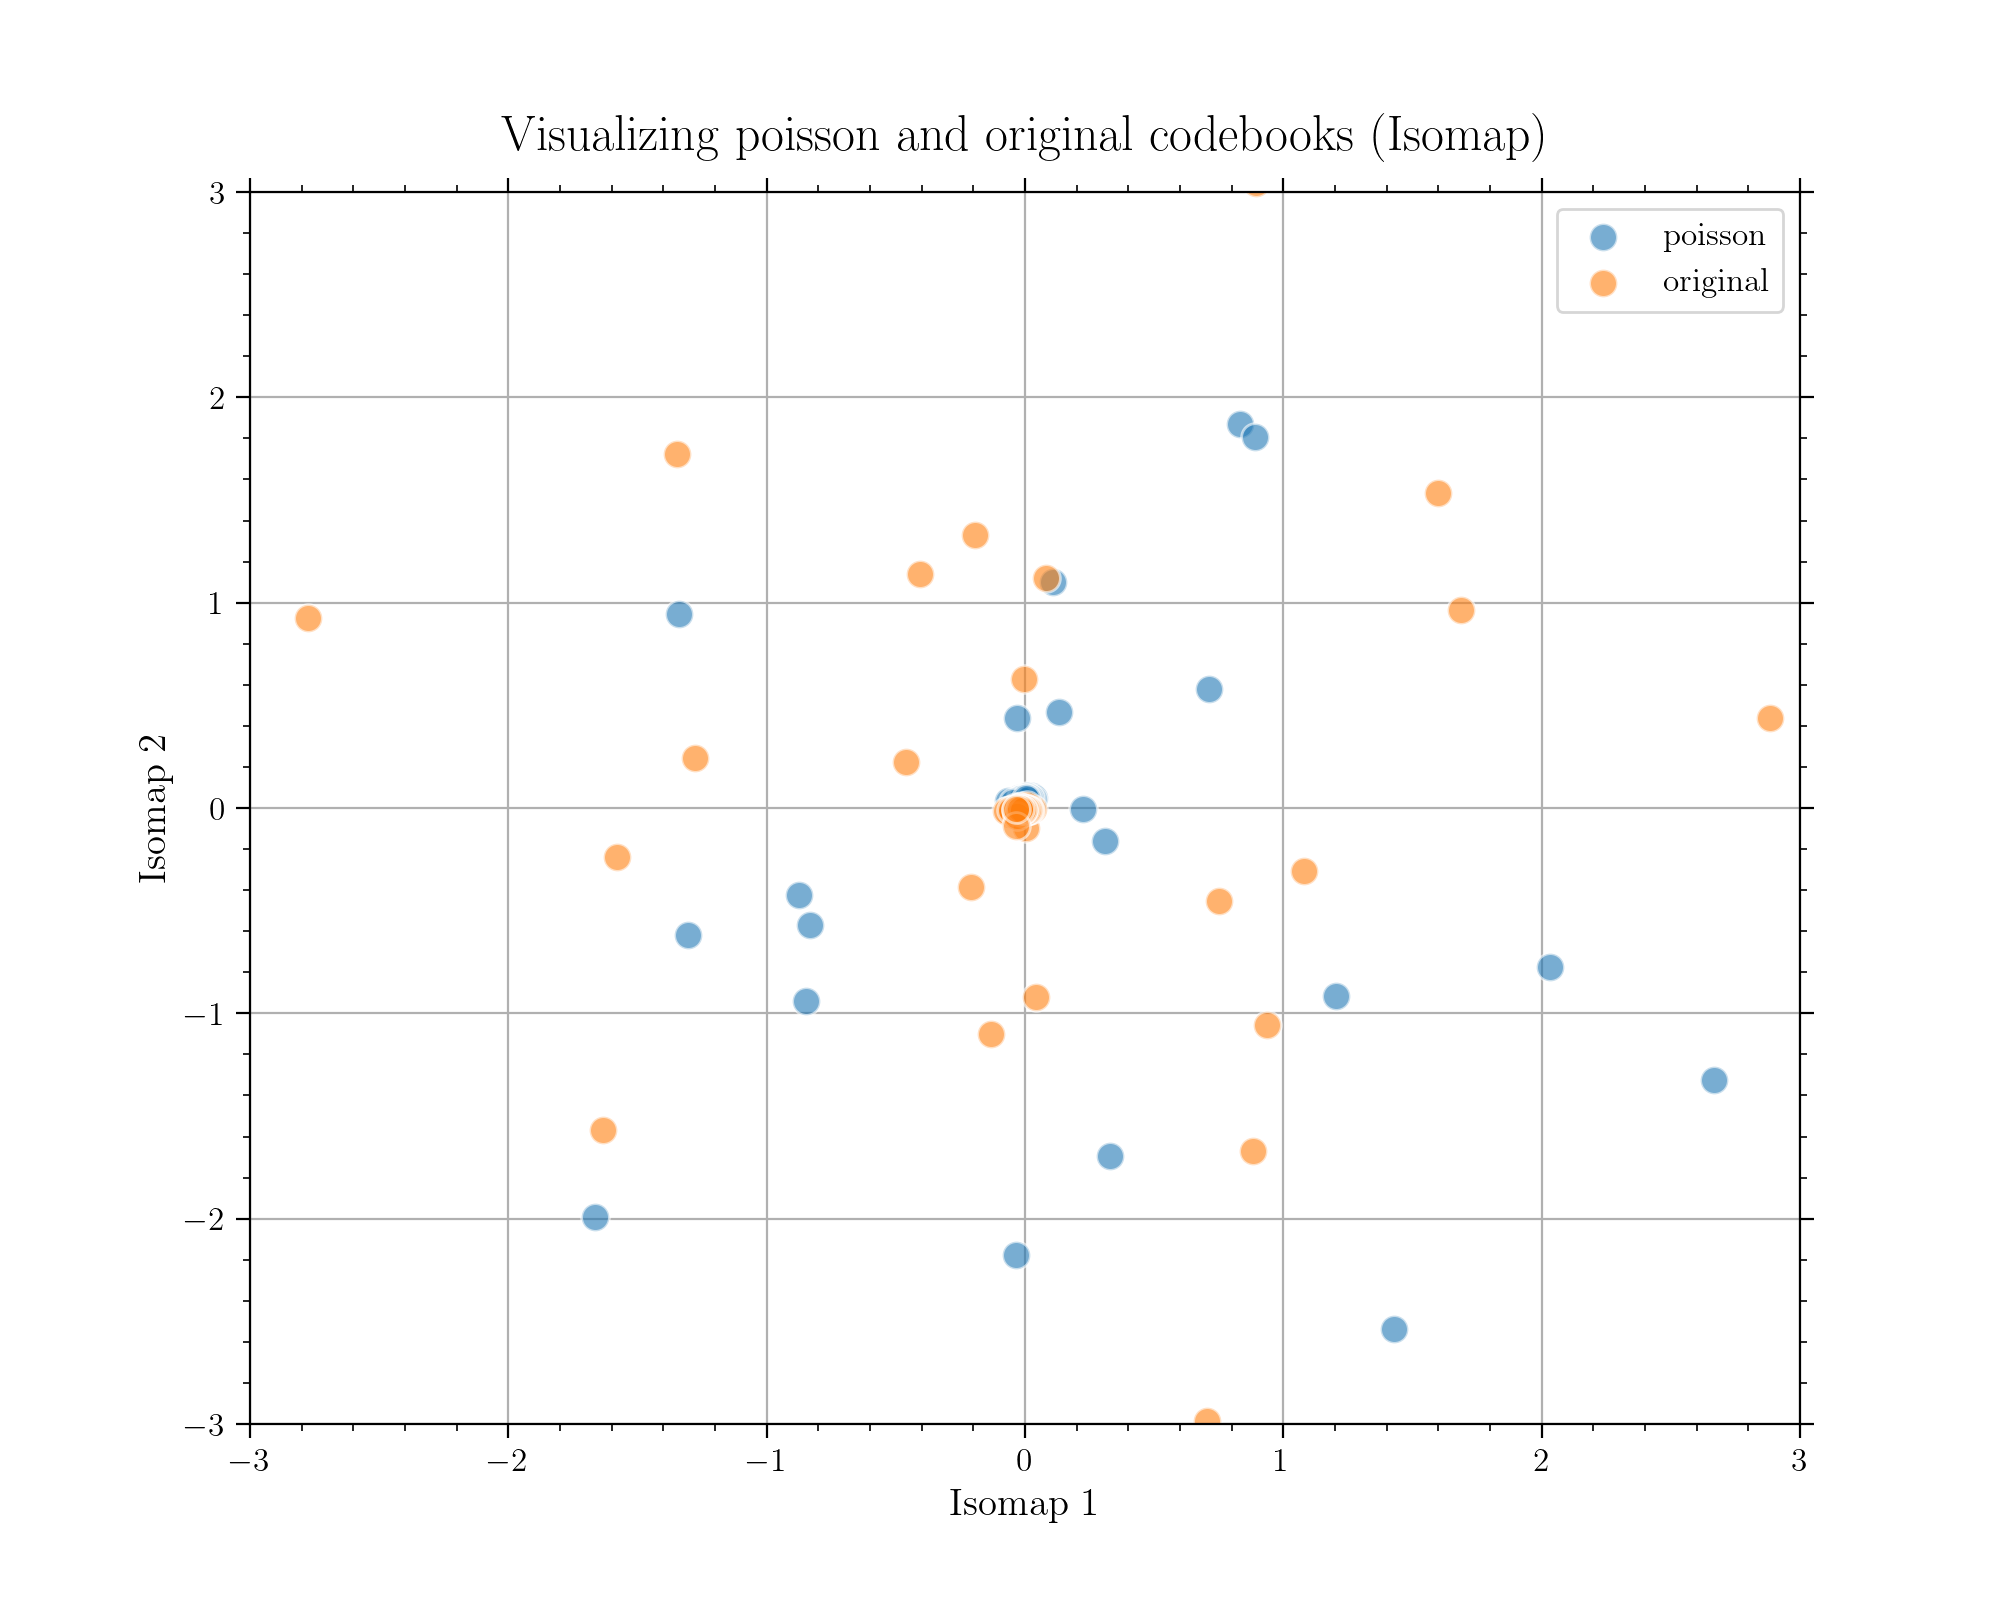 Visualizing poisson and original codebooks (Isomap)
3
2
1
0
−1
−2
−3
Isomap 2
poisson
original
−3
−2
−1
0
1
2
3
Isomap 1